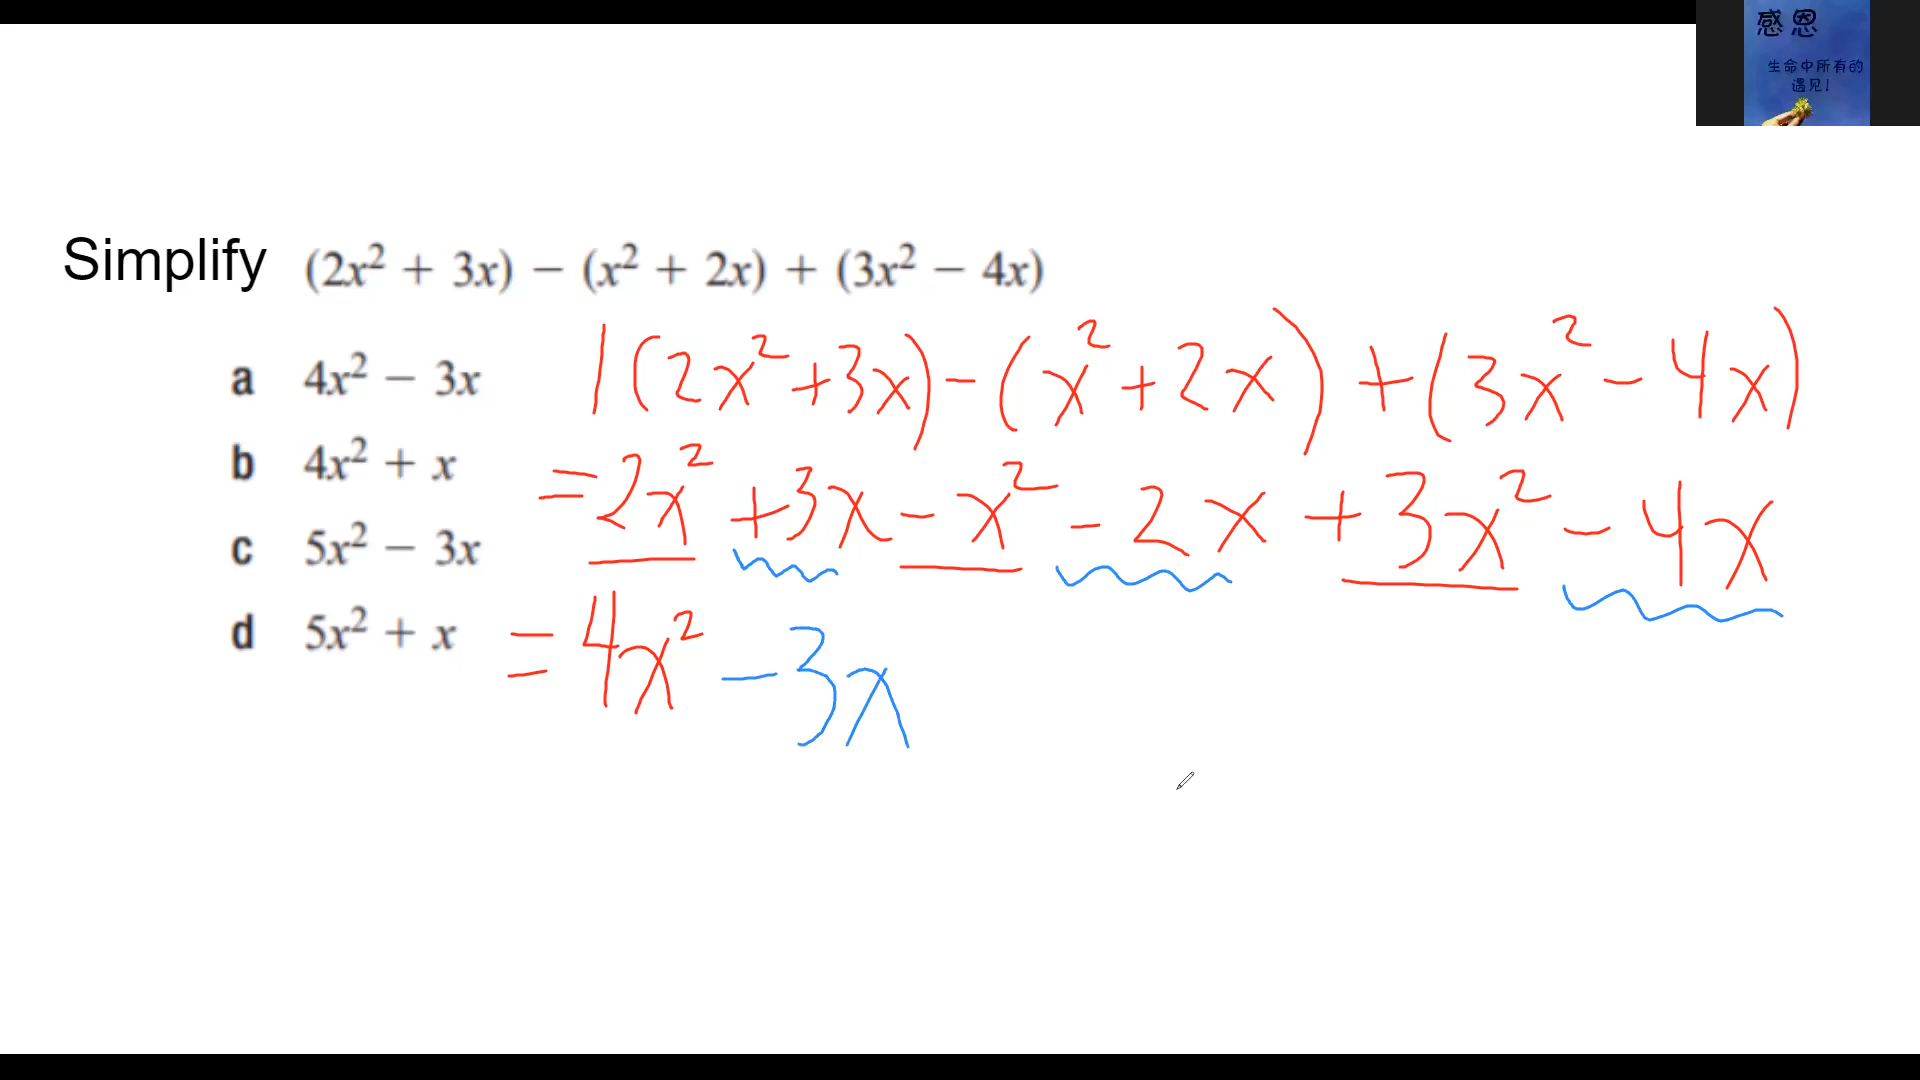 感恩
生命中所有的
遇见!
Simplify (2x² + 3x) − (x² + 2x) + (3x² − 4x)
1(2x²+3x)-(x²+2x)+(3x²-4x)
a 4x² − 3x
b 4x² + x
=2x²+3x-x²-2x+3x²-4x
c 5x² − 3x
d 5x² + x
=4x²-3x